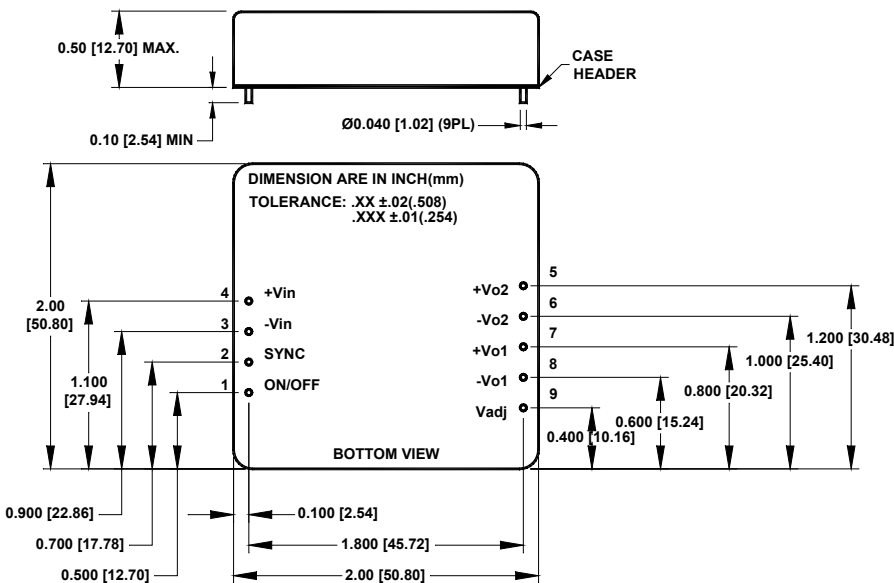 0.50 [12.70] MAX.
CASE
HEADER
0.10 [2.54] MIN
Ø0.040 [1.02] (9PL)
DIMENSION ARE IN INCH(mm)
TOLERANCE: .XX ±.02(.508)
.XXX ±.01(.254)
2.00
[50.80]
4 +Vin
3 -Vin
2 SYNC
1 ON/OFF
1.100
[27.94]
+Vo2 5
-Vo2 6
+Vo1 7
-Vo1 8
Vadj 9
1.200 [30.48]
1.000 [25.40]
0.800 [20.32]
0.600 [15.24]
0.400 [10.16]
BOTTOM VIEW
0.900 [22.86]
0.100 [2.54]
0.700 [17.78]
1.800 [45.72]
0.500 [12.70]
2.00 [50.80]